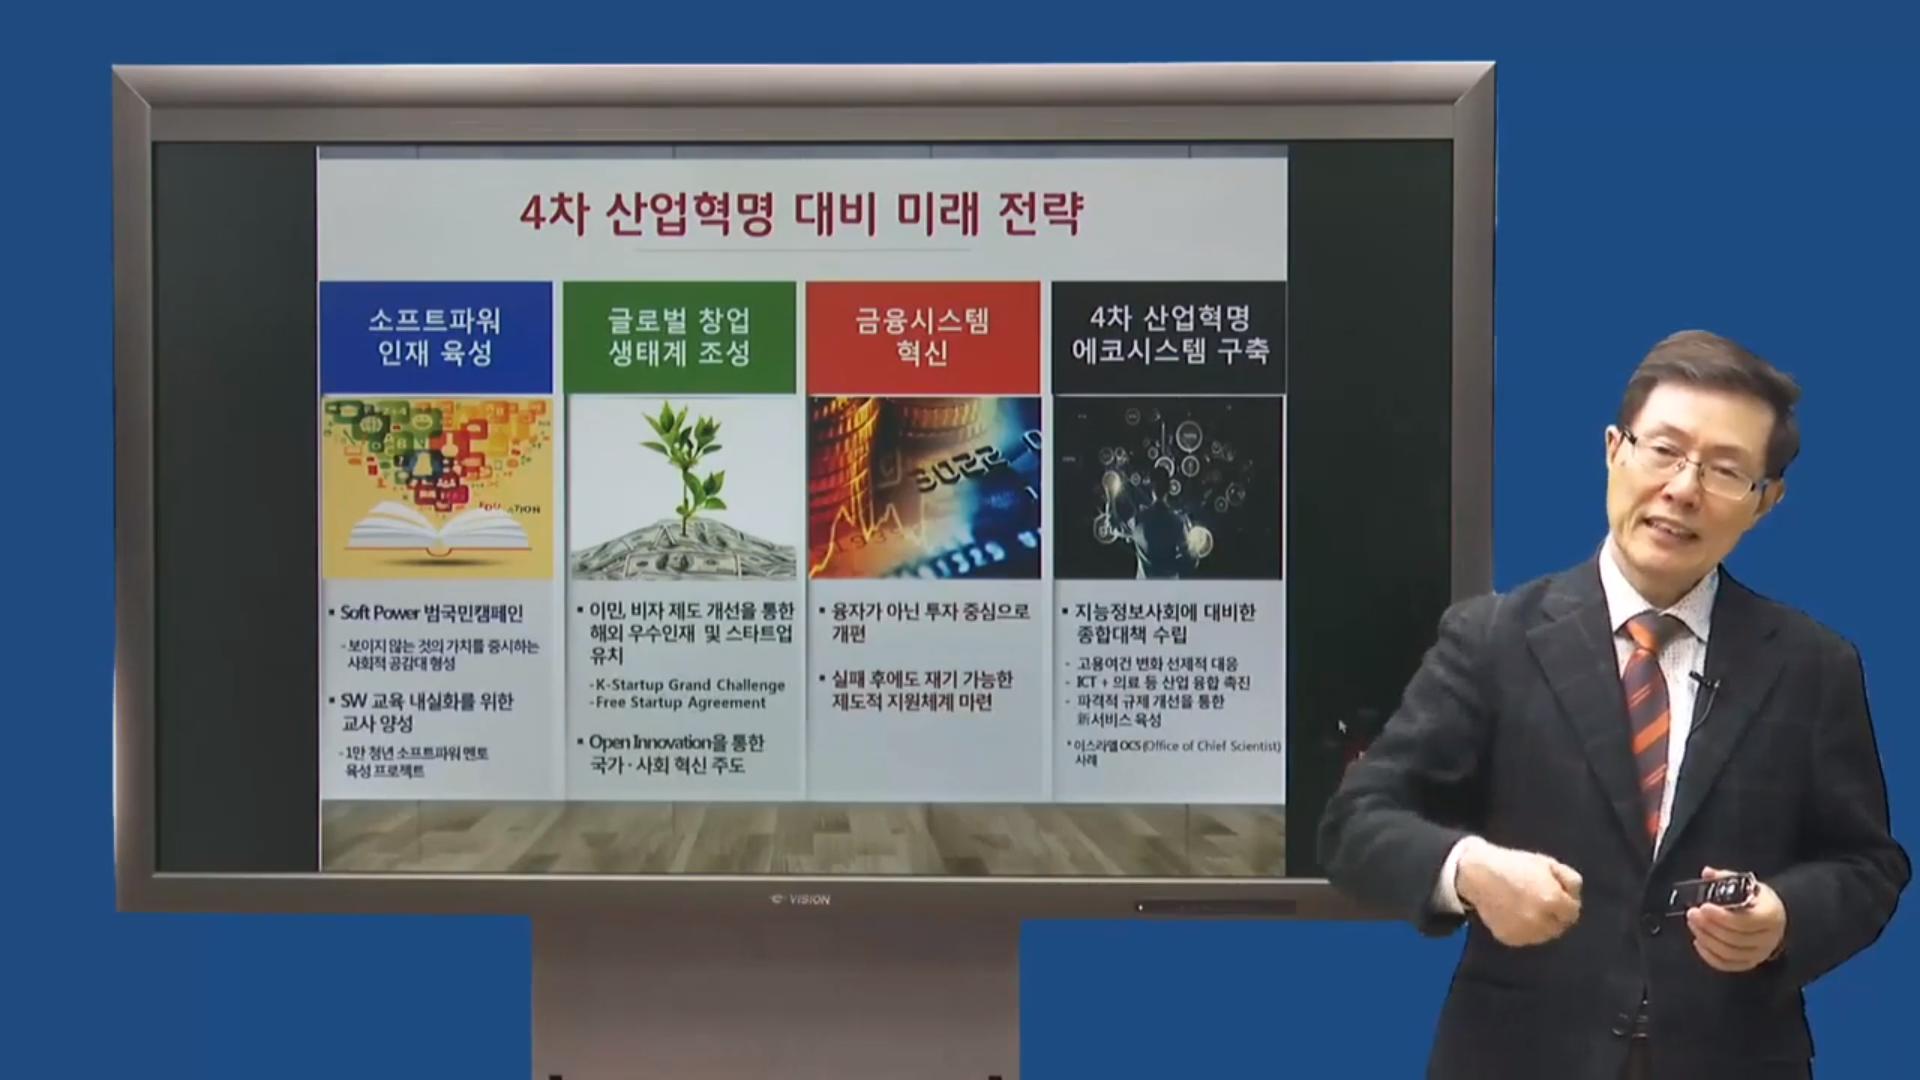 4차 산업혁명 대비 미래 전략
소프트파워
인재 육성
▪ Soft Power 범국민캠페인
- 보이지 않는 것의 가치를 중시하는
사회적 공감대 형성
▪ SW 교육 내실화를 위한
교사 양성
- 1만 청년 소프트파워 멘토
육성 프로젝트
글로벌 창업
생태계 조성
▪ 이민, 비자 제도 개선을 통한
해외 우수인재 및 스타트업
유치
- K-Startup Grand Challenge
- Free Startup Agreement
▪ Open Innovation을 통한
국가·사회 혁신 주도
금융시스템
혁신
▪ 융자가 아닌 투자 중심으로
개편
▪ 실패 후에도 재기 가능한
제도적 지원체계 마련
4차 산업혁명
에코시스템 구축
▪ 지능정보사회에 대비한
종합대책 수립
- 고용여건 변화 선제적 대응
- ICT + 의료 등 산업 융합 촉진
- 파격적 규제 개선을 통한
新서비스 육성
* 이스라엘 OCS(Office of Chief Scientist)
사례
e-VISION